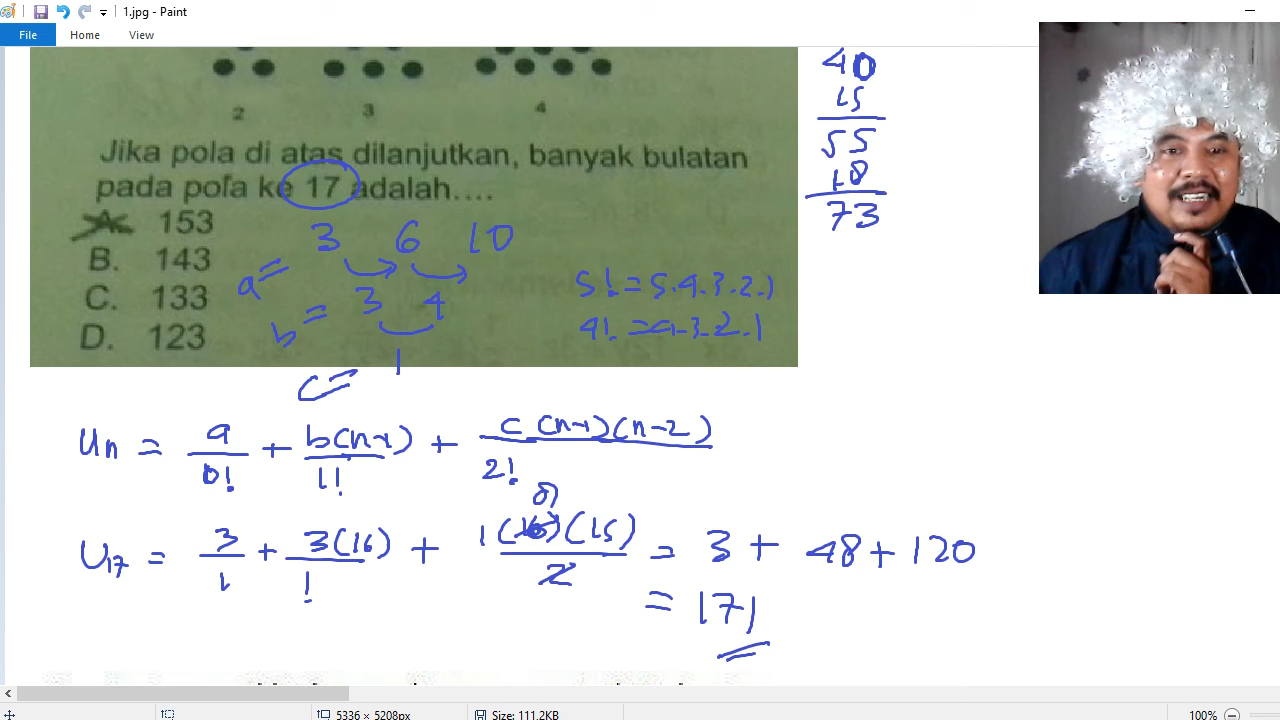 1.jpg - Paint
File Home View
2 3 4
Jika pola di atas dilanjutkan, banyak bulatan
pada pola ke 17 adalah....
A. 153
B. 143
C. 133
D. 123
a= 3 6 10
b= 3 4
c= 1
5! = 5.4.3.2.1
4! = 4.3.2.1
40
15
55
18
73
Un = a/0! + b(n-1)/1! + c(n-1)(n-2)/2!
8
U17 = 3/1 + 3(16)/! + 1(16)(15)/2 = 3 + 48 + 120
= 171
5336 × 5208px Size: 111.2KB 100%